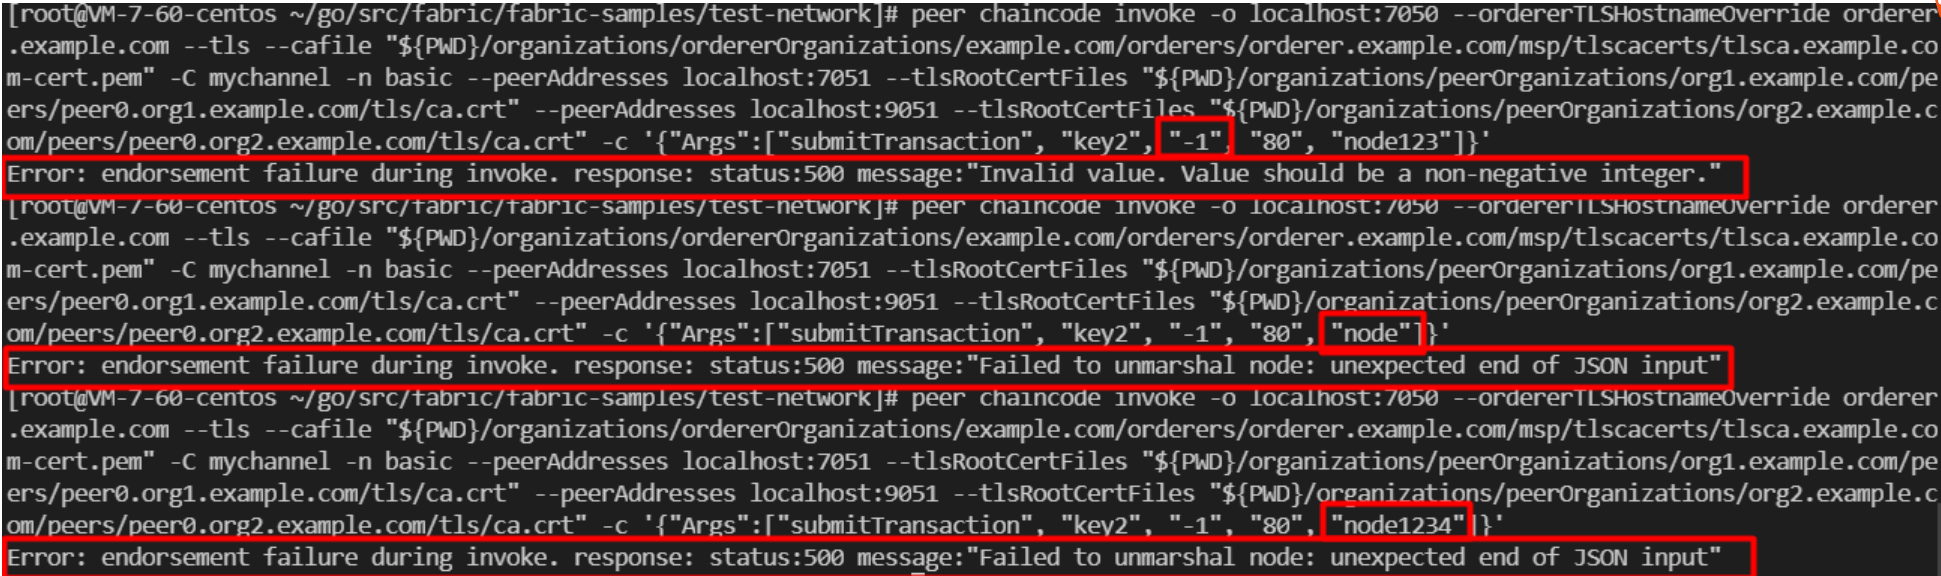 [root@VM-7-60-centos ~/go/src/fabric/fabric-samples/test-network]# peer chaincode invoke -o localhost:7050 --ordererTLSHostnameOverride orderer
.example.com --tls --cafile "${PWD}/organizations/ordererOrganizations/example.com/orderers/orderer.example.com/msp/tlscacerts/tlsca.example.co
m-cert.pem" -C mychannel -n basic --peerAddresses localhost:7051 --tlsRootCertFiles "${PWD}/organizations/peerOrganizations/org1.example.com/pe
ers/peer0.org1.example.com/tls/ca.crt" --peerAddresses localhost:9051 --tlsRootCertFiles "${PWD}/organizations/peerOrganizations/org2.example.c
om/peers/peer0.org2.example.com/tls/ca.crt" -c '{"Args":["submitTransaction", "key2", "-1", "80", "node123"]}'
Error: endorsement failure during invoke. response: status:500 message:"Invalid value. Value should be a non-negative integer."
[root@VM-7-60-centos ~/go/src/fabric/fabric-samples/test-network]# peer chaincode invoke -o localhost:7050 --ordererTLSHostnameOverride orderer
.example.com --tls --cafile "${PWD}/organizations/ordererOrganizations/example.com/orderers/orderer.example.com/msp/tlscacerts/tlsca.example.co
m-cert.pem" -C mychannel -n basic --peerAddresses localhost:7051 --tlsRootCertFiles "${PWD}/organizations/peerOrganizations/org1.example.com/pe
ers/peer0.org1.example.com/tls/ca.crt" --peerAddresses localhost:9051 --tlsRootCertFiles "${PWD}/organizations/peerOrganizations/org2.example.c
om/peers/peer0.org2.example.com/tls/ca.crt" -c '{"Args":["submitTransaction", "key2", "-1", "80", "node"]}'
Error: endorsement failure during invoke. response: status:500 message:"Failed to unmarshal node: unexpected end of JSON input"
[root@VM-7-60-centos ~/go/src/fabric/fabric-samples/test-network]# peer chaincode invoke -o localhost:7050 --ordererTLSHostnameOverride orderer
.example.com --tls --cafile "${PWD}/organizations/ordererOrganizations/example.com/orderers/orderer.example.com/msp/tlscacerts/tlsca.example.co
m-cert.pem" -C mychannel -n basic --peerAddresses localhost:7051 --tlsRootCertFiles "${PWD}/organizations/peerOrganizations/org1.example.com/pe
ers/peer0.org1.example.com/tls/ca.crt" --peerAddresses localhost:9051 --tlsRootCertFiles "${PWD}/organizations/peerOrganizations/org2.example.c
om/peers/peer0.org2.example.com/tls/ca.crt" -c '{"Args":["submitTransaction", "key2", "-1", "80", "node1234"]}'
Error: endorsement failure during invoke. response: status:500 message:"Failed to unmarshal node: unexpected end of JSON input"